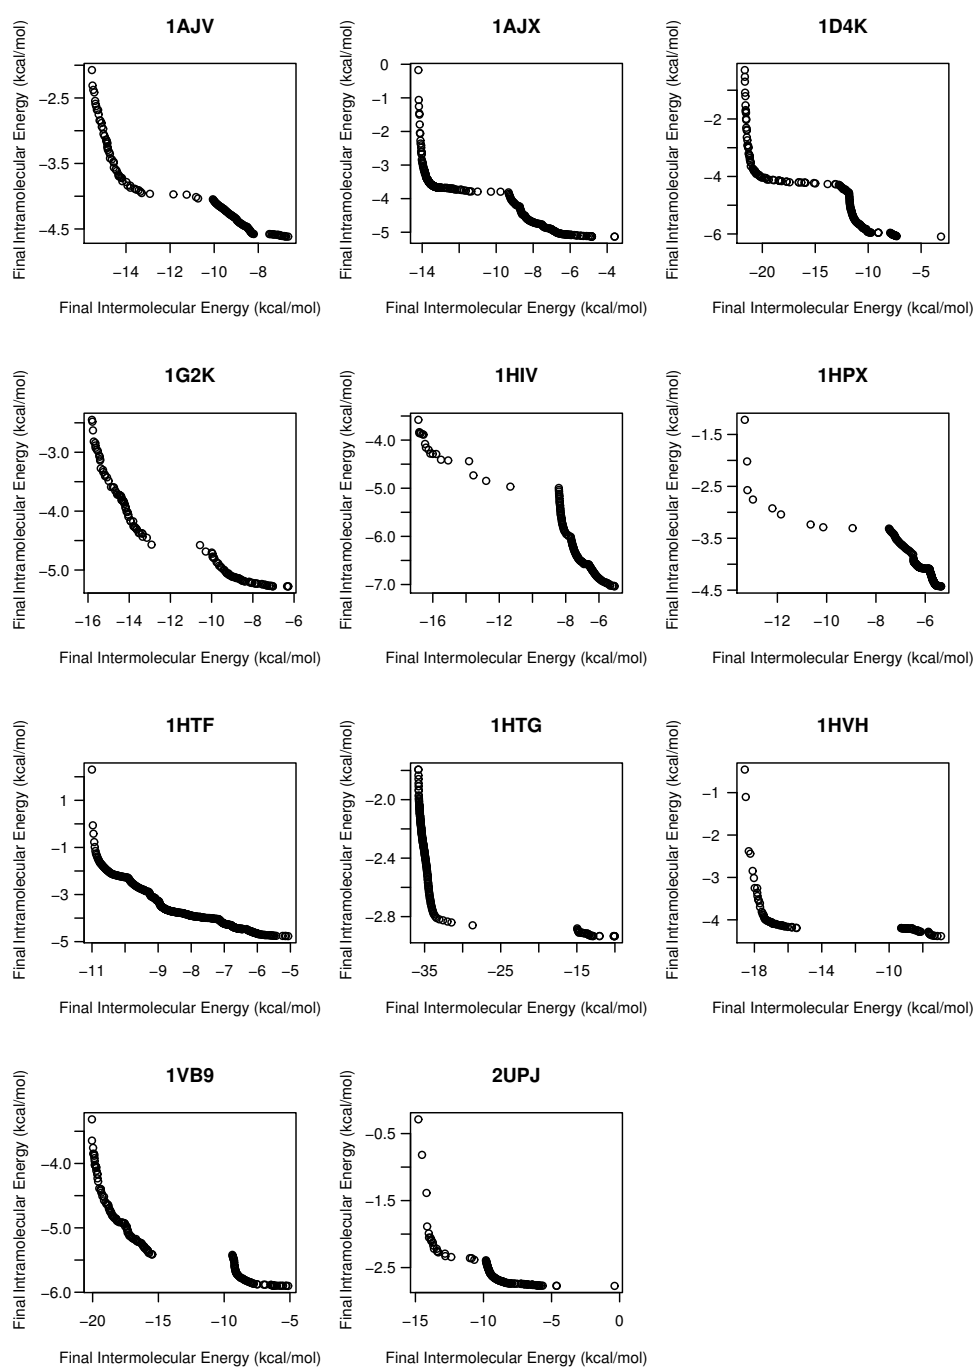 1AJV
1AJX
1D4K
Final Intramolecular Energy (kcal/mol)
−2.5
−3.5
−4.5
−14 −12 −10 −8
Final Intermolecular Energy (kcal/mol)
Final Intramolecular Energy (kcal/mol)
0
−1
−2
−3
−4
−5
−14 −12 −10 −8 −6 −4
Final Intermolecular Energy (kcal/mol)
Final Intramolecular Energy (kcal/mol)
−2
−4
−6
−20 −15 −10 −5
Final Intermolecular Energy (kcal/mol)
1G2K
1HIV
1HPX
Final Intramolecular Energy (kcal/mol)
−3.0
−4.0
−5.0
−16 −14 −12 −10 −8 −6
Final Intermolecular Energy (kcal/mol)
Final Intramolecular Energy (kcal/mol)
−4.0
−5.0
−6.0
−7.0
−16 −12 −8 −6
Final Intermolecular Energy (kcal/mol)
Final Intramolecular Energy (kcal/mol)
−1.5
−2.5
−3.5
−4.5
−12 −10 −8 −6
Final Intermolecular Energy (kcal/mol)
1HTF
1HTG
1HVH
Final Intramolecular Energy (kcal/mol)
1
−1
−3
−5
−11 −10 −9 −8 −7 −6 −5
Final Intermolecular Energy (kcal/mol)
Final Intramolecular Energy (kcal/mol)
−2.0
−2.4
−2.8
−35 −25 −15
Final Intermolecular Energy (kcal/mol)
Final Intramolecular Energy (kcal/mol)
−1
−2
−3
−4
−18 −14 −10
Final Intermolecular Energy (kcal/mol)
1VB9
2UPJ
Final Intramolecular Energy (kcal/mol)
−4.0
−5.0
−6.0
−20 −15 −10 −5
Final Intermolecular Energy (kcal/mol)
Final Intramolecular Energy (kcal/mol)
−0.5
−1.5
−2.5
−15 −10 −5 0
Final Intermolecular Energy (kcal/mol)